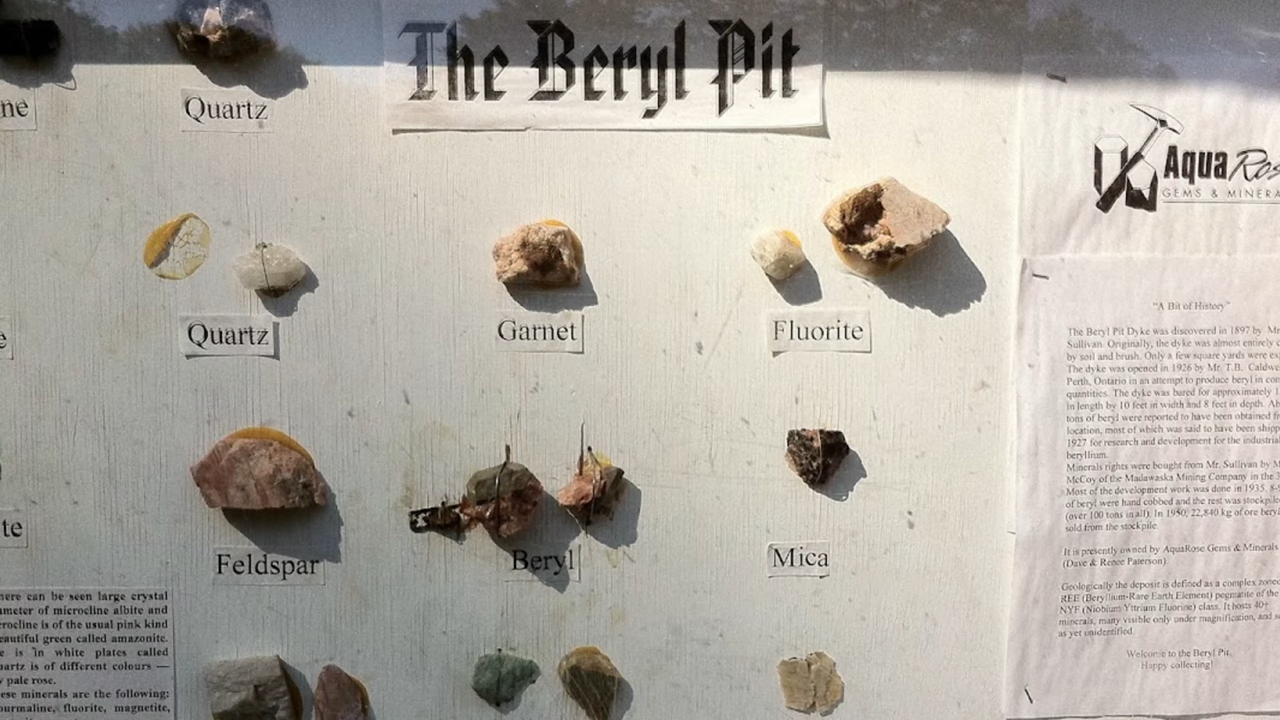 The Beryl Pit
ne
Quartz
Quartz
Garnet
Fluorite
Feldspar
Beryl
Mica
te
here can be seen large crystal
ameter of microcline albite and
crocline is of the usual pink kind
eautiful green called amazonite.
e is in white plates called
uartz is of different colours —
y pale rose.
ese minerals are the following:
ourmaline, fluorite, magnetite,
Aqua Ros
GEMS & MINERA
"A Bit of History"
The Beryl Pit Dyke was discovered in 1897 by Mr.
Sullivan. Originally, the dyke was almost entirely c
by soil and brush. Only a few square yards were ex
The dyke was opened in 1926 by Mr. T.B. Caldwe
Perth, Ontario in an attempt to produce beryl in com
quantities. The dyke was bared for approximately 1
in length by 10 feet in width and 8 feet in depth. Ab
tons of beryl were reported to have been obtained f
location, most of which was said to have been shipp
1927 for research and development for the industria
beryllium.
Minerals rights were bought from Mr. Sullivan by M
McCoy of the Madawaska Mining Company in the
Most of the development work was done in 1935.
of beryl were hand cobbed and the rest was stockpile
(over 100 tons in all). In 1950, 22,840 kg of ore beryl
sold from the stockpile.
It is presently owned by AquaRose Gems & Minerals
(Dave & Renee Paterson).
Geologically the deposit is defined as a complex zoned
REE (Beryllium-Rare Earth Element) pegmatite of the
NYF (Niobium Yttrium Fluorine) class. It hosts 40+
minerals, many visible only under magnification, and
as yet unidentified.
Welcome to the Beryl Pit.
Happy collecting!